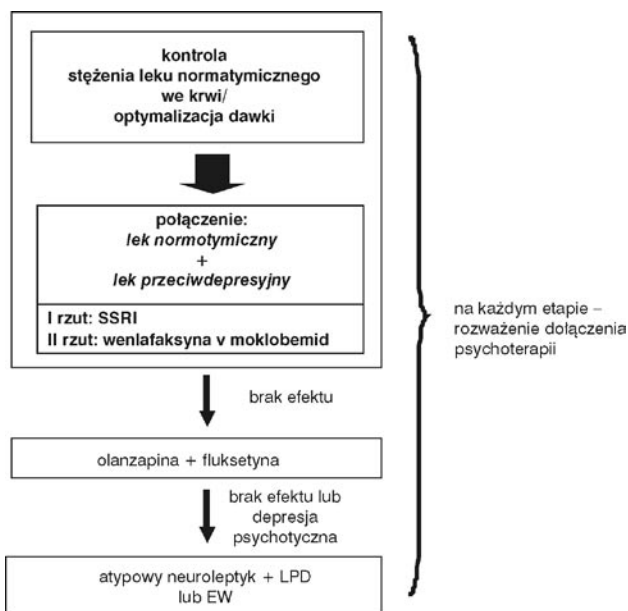 kontrola
stężenia leku normatymicznego
we krwi/
optymalizacja dawki
połączenie:
lek normotymiczny
+
lek przeciwdepresyjny
I rzut: SSRI
II rzut: wenlafaksyna v moklobemid
brak efektu
olanzapina + fluksetyna
brak efektu lub
depresja
psychotyczna
atypowy neuroleptyk + LPD
lub EW
na każdym etapie –
rozważenie dołączenia
psychoterapii